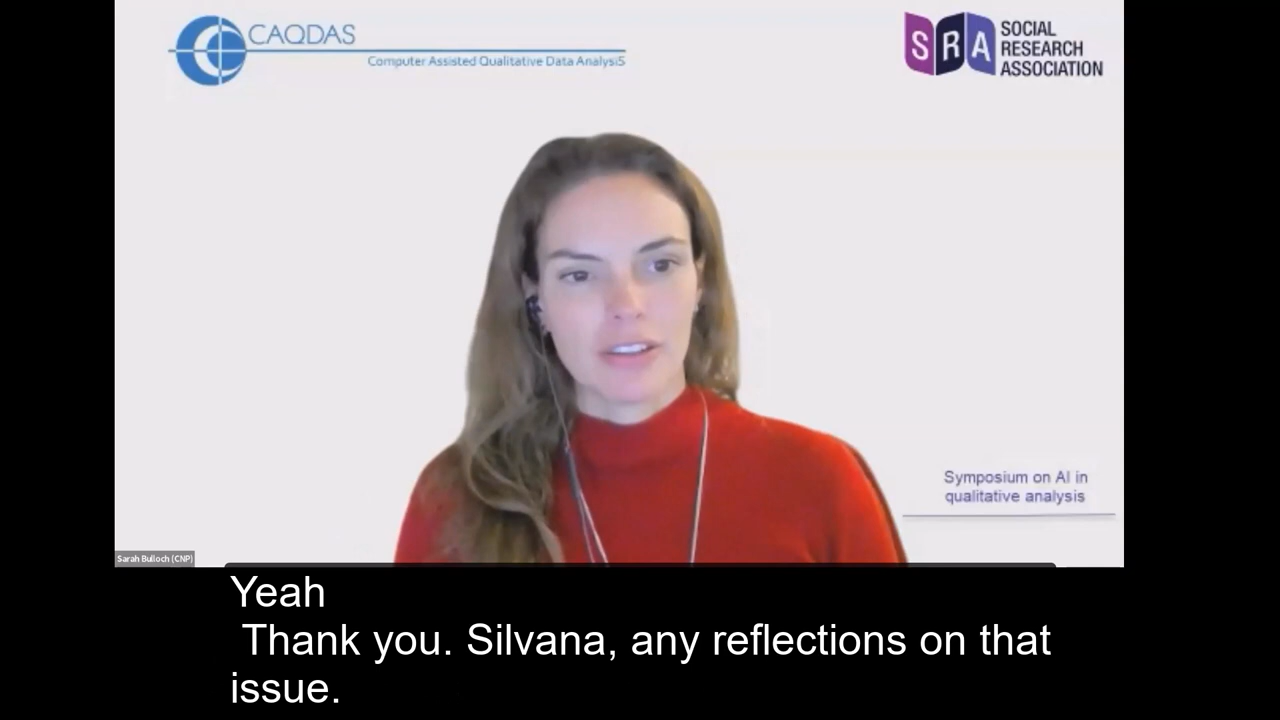 CAQDAS
Computer Assisted Qualitative Data AnalysiS
SRA
SOCIAL
RESEARCH
ASSOCIATION
Symposium on AI in
qualitative analysis
Sarah Bulloch (CNP)
Yeah
Thank you. Silvana, any reflections on that
issue.